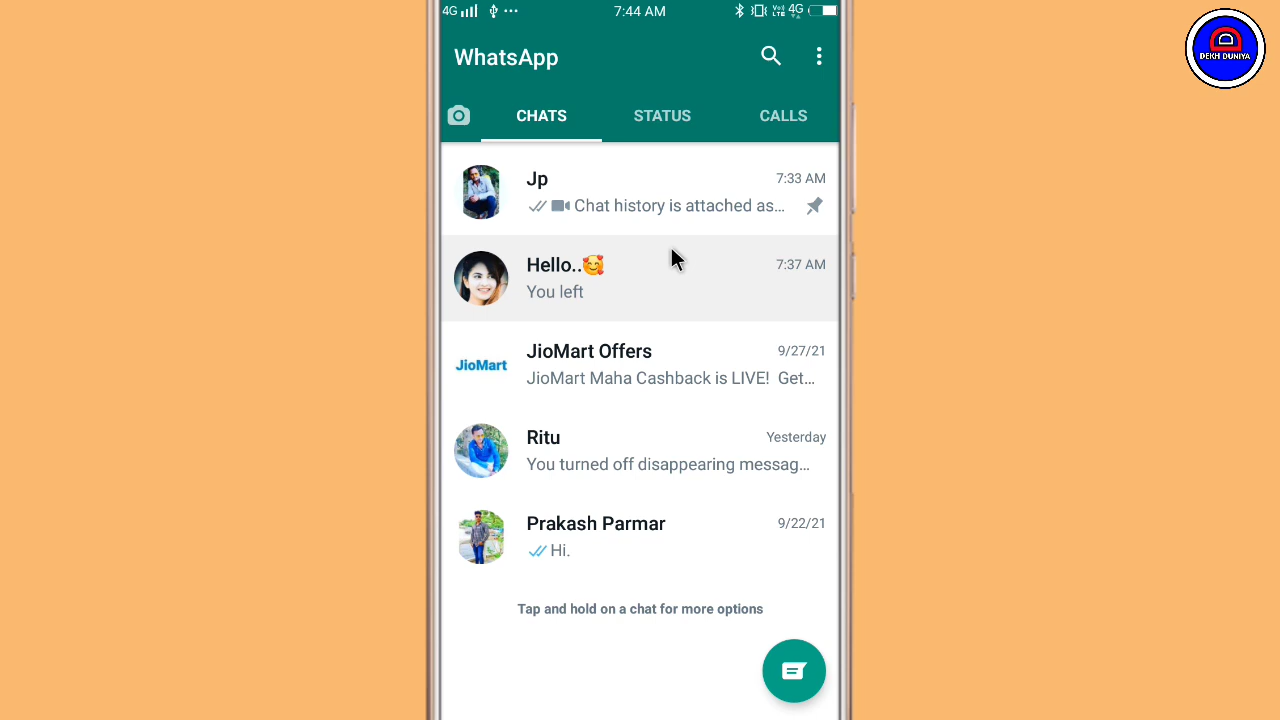 4G 7:44 AM Vo) LTE 4G
DEKH DUNIYA
WhatsApp
CHATS STATUS CALLS
Jp 7:33 AM
Chat history is attached as...
Hello..🥰 7:37 AM
You left
JioMart Offers 9/27/21
JioMart JioMart Maha Cashback is LIVE! Get...
Ritu Yesterday
You turned off disappearing messag...
Prakash Parmar 9/22/21
Hi.
Tap and hold on a chat for more options